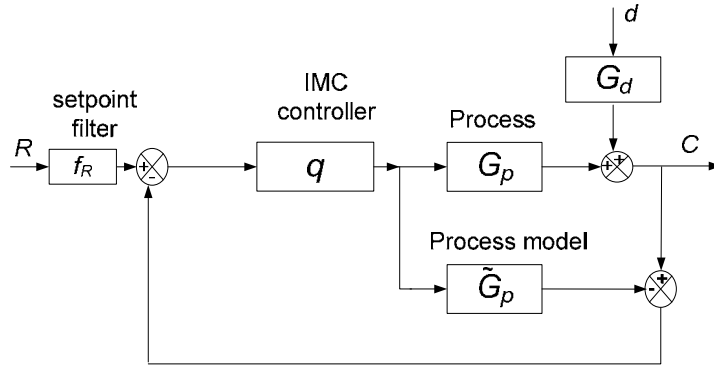 d
G_d
IMC
controller
setpoint
filter
Process
R
f_R
+
-
q
G_p
+
+
C
Process model
G̃_p
-
+